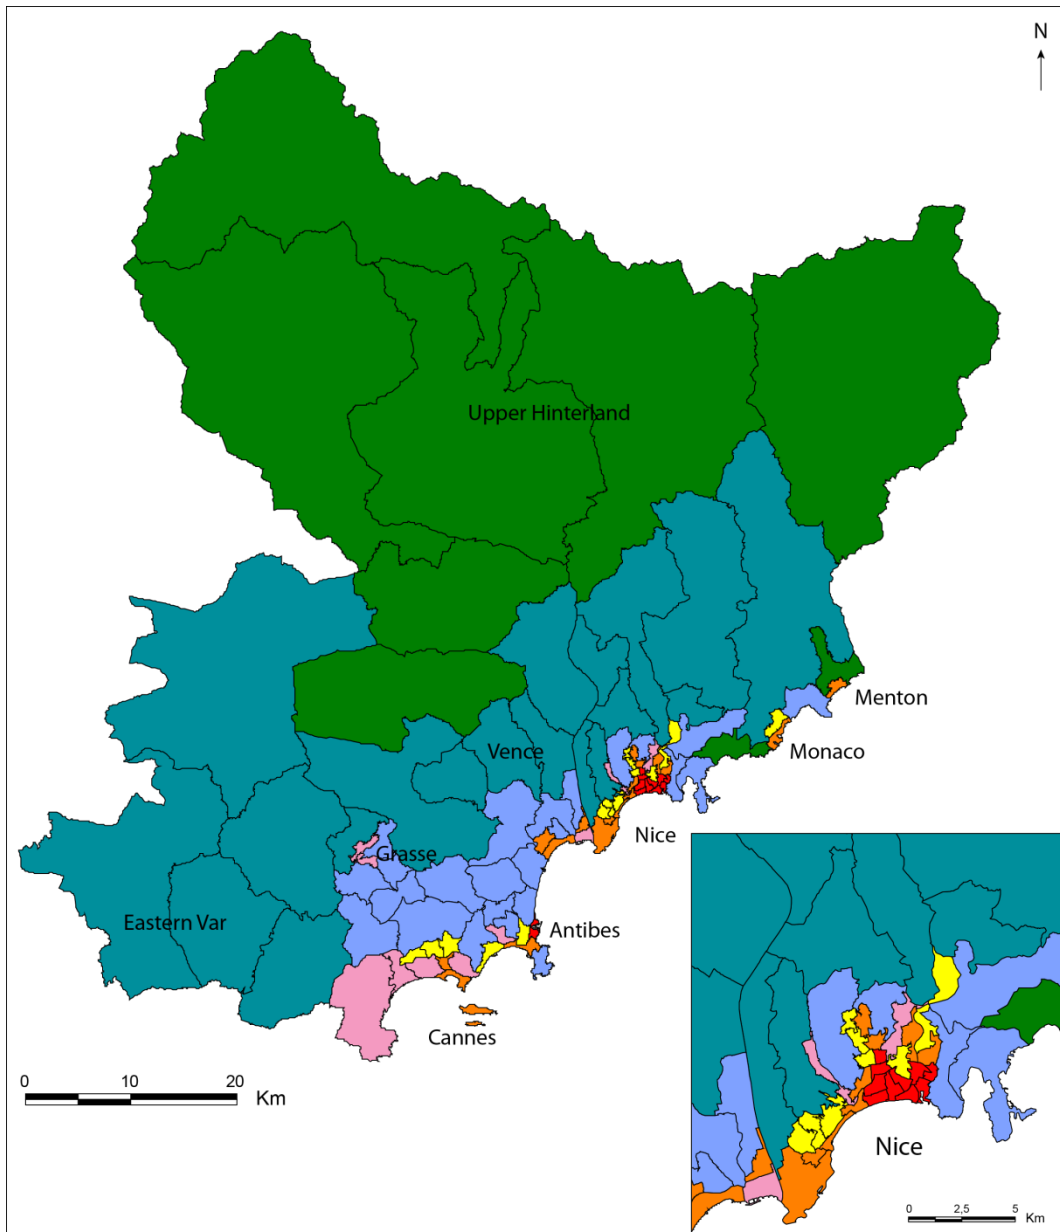 N
Upper Hinterland
Menton
Vence
Monaco
Nice
Grasse
Eastern Var
Antibes
Cannes
0 10 20 Km
Nice
0 2,5 5 Km